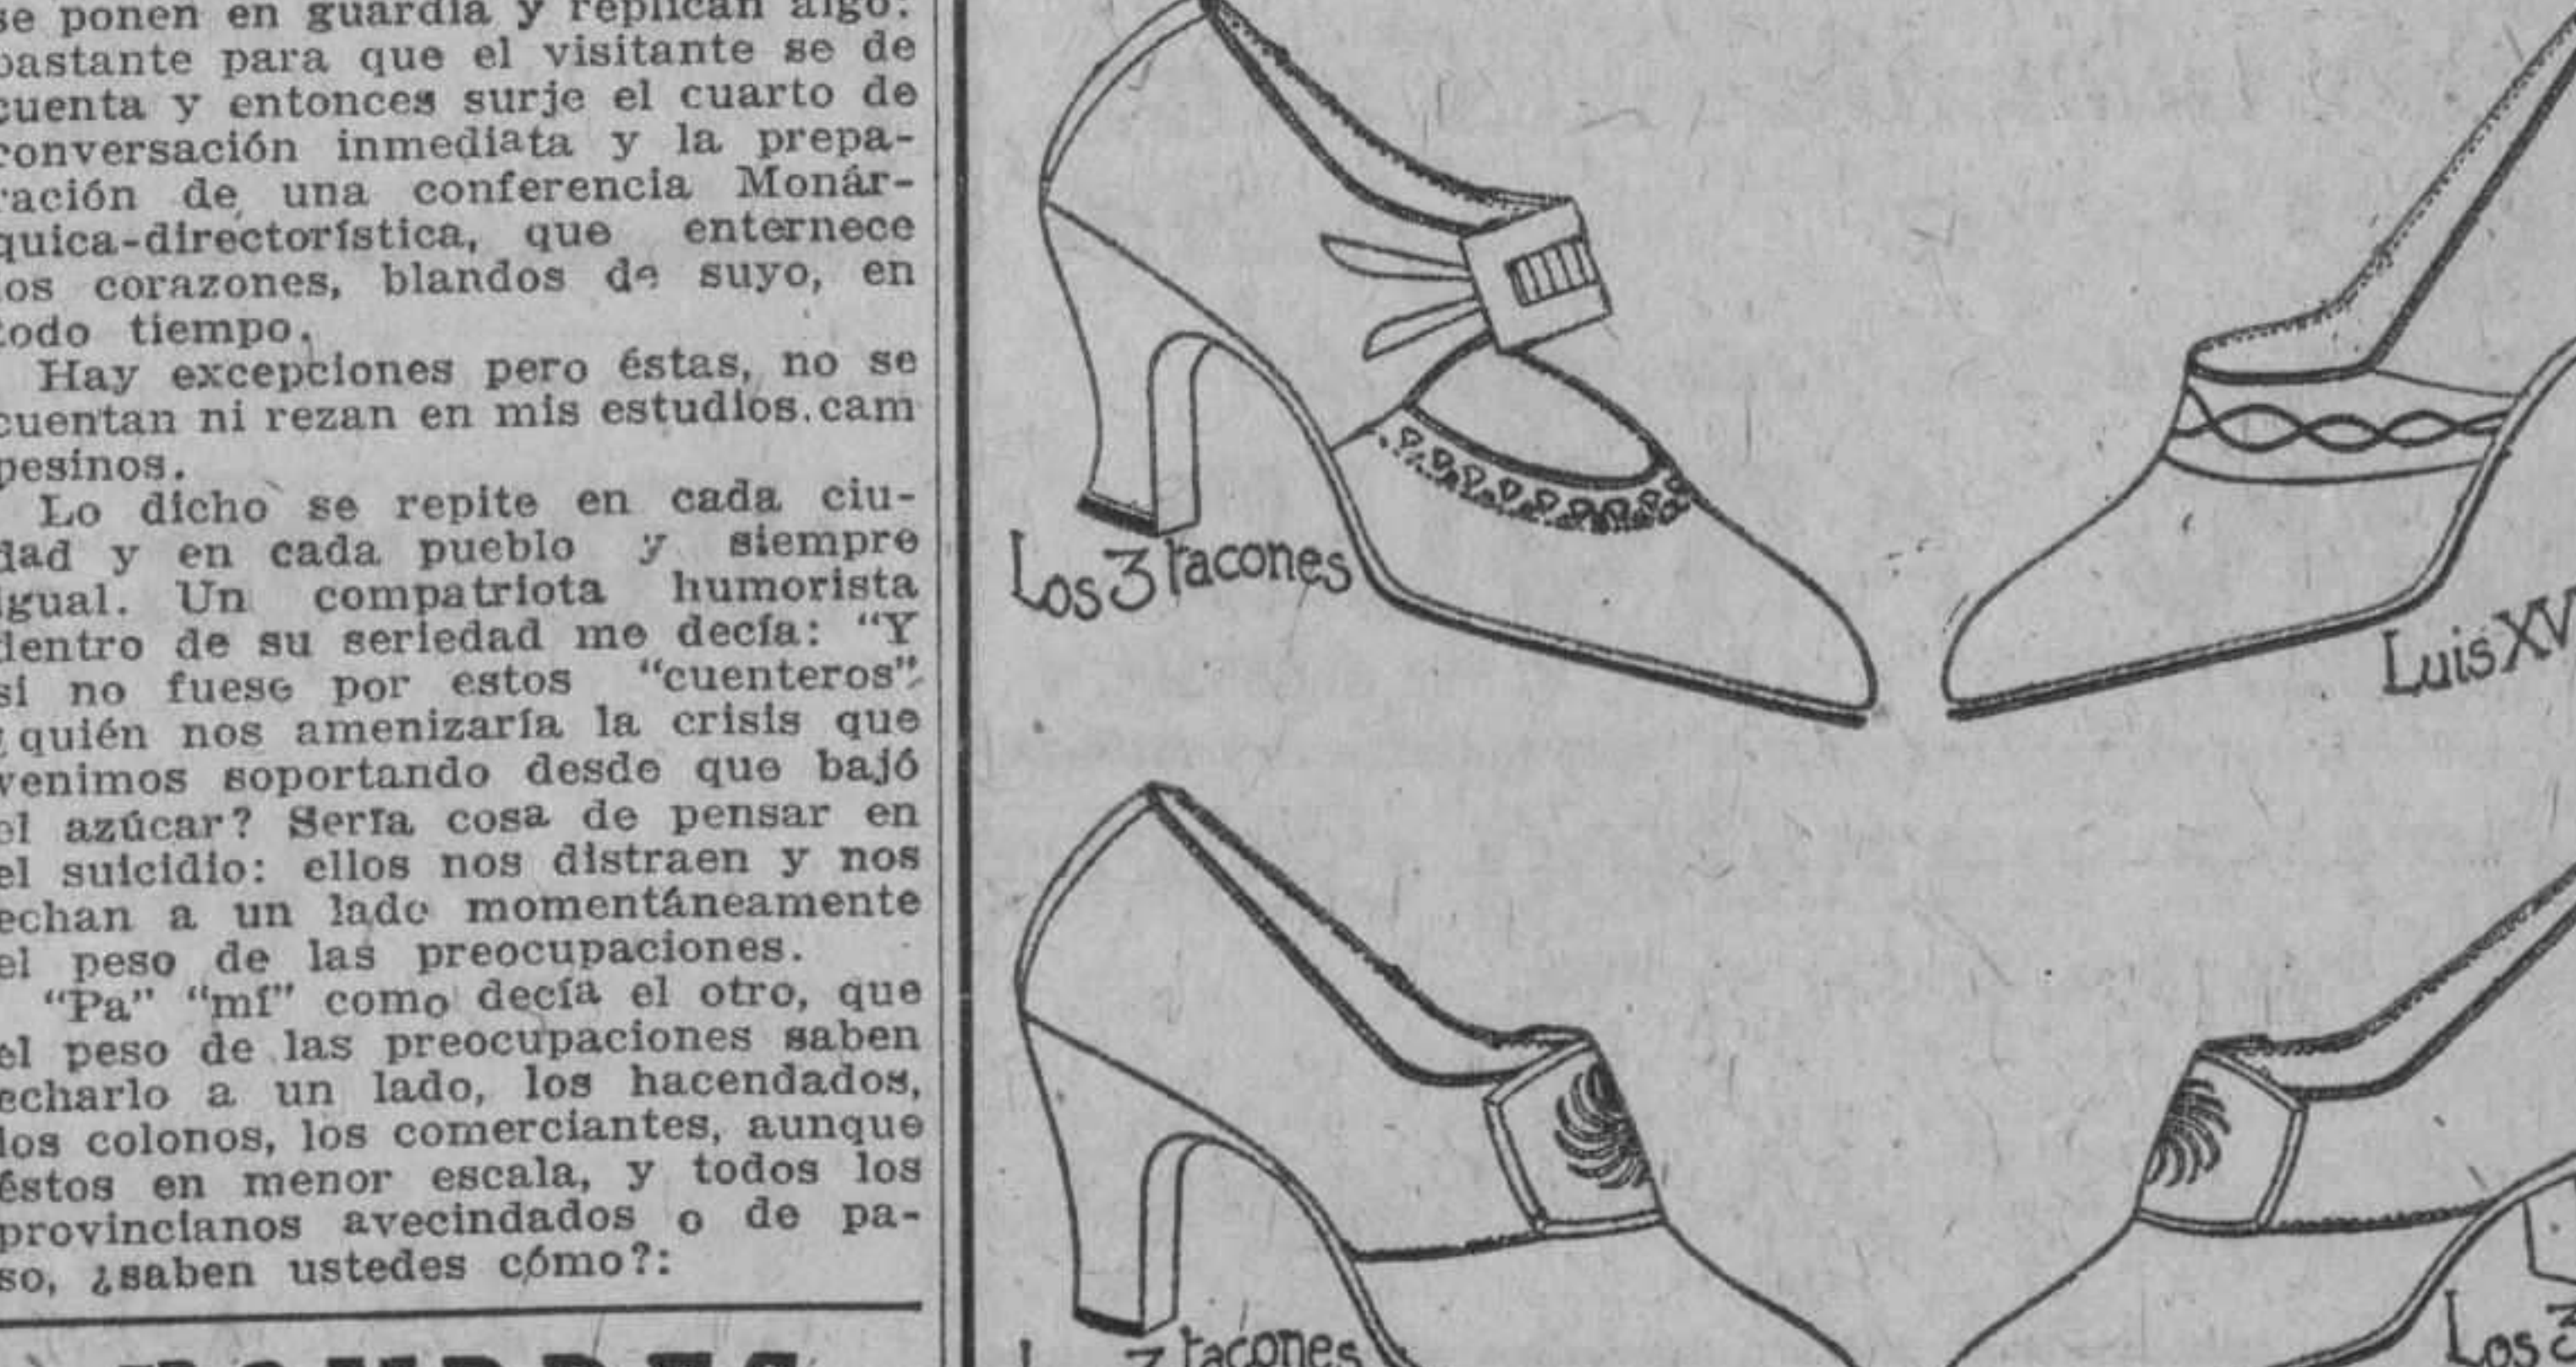 se ponen en guardia y replican algo:
bastante para que el visitante se de
cuenta y entonces surje el cuarto de
conversación inmediata y la prepa-
ración de una conferencia Monár-
quica-directorística, que enternece
los corazones, blandos de suyo, en
todo tiempo.
Hay excepciones pero éstas, no se
cuentan ni rezan en mis estudios.cam
pesinos.
Lo dicho se repite en cada ciu-
dad y en cada pueblo y siempre
igual. Un compatriota humorista
dentro de su seriedad me decía: "Y
si no fuese por estos "cuenteros"
¿quién nos amenizaría la crisis que
venimos soportando desde que bajó
el azúcar? Sería cosa de pensar en
el suicidio: ellos nos distraen y nos
echan a un lado momentáneamente
el peso de las preocupaciones.
"Pa" "mí" como decía el otro, que
el peso de las preocupaciones saben
echarlo a un lado, los hacendados,
los colonos, los comerciantes, aunque
éstos en menor escala, y todos los
provincianos avecindados o de pa-
so, ¿saben ustedes cómo?:
Los 3 tacones
Luis XV
3 tacones
Los 3